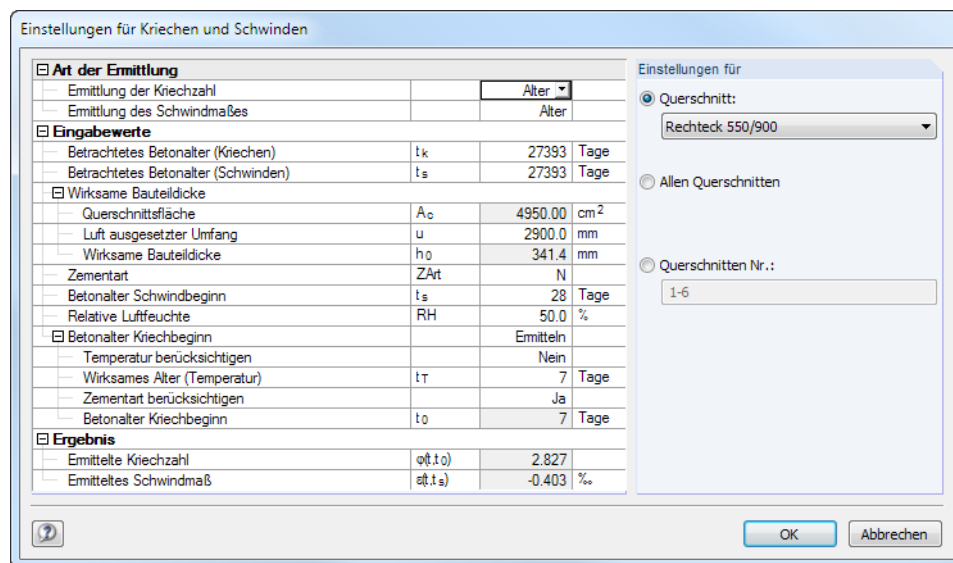 Einstellungen für Kriechen und Schwinden
Art der Ermittlung
Ermittlung der Kriechzahl Alter
Ermittlung des Schwindmaßes Alter
Eingabewerte
Betrachtetes Betonalter (Kriechen) tk 27393 Tage
Betrachtetes Betonalter (Schwinden) ts 27393 Tage
Wirksame Bauteildicke
Querschnittsfläche Ac 4950.00 cm2
Luft ausgesetzter Umfang u 2900.0 mm
Wirksame Bauteildicke h0 341.4 mm
Zementart ZArt N
Betonalter Schwindbeginn ts 28 Tage
Relative Luftfeuchte RH 50.0 %
Betonalter Kriechbeginn Ermitteln
Temperatur berücksichtigen Nein
Wirksames Alter (Temperatur) tT 7 Tage
Zementart berücksichtigen Ja
Betonalter Kriechbeginn t0 7 Tage
Ergebnis
Ermittelte Kriechzahl φ(t,t0) 2.827
Ermitteltes Schwindmaß ε(t,ts) -0.403 ‰
Einstellungen für
Querschnitt:
Rechteck 550/900
Allen Querschnitten
Querschnitten Nr.:
1-6
OK Abbrechen